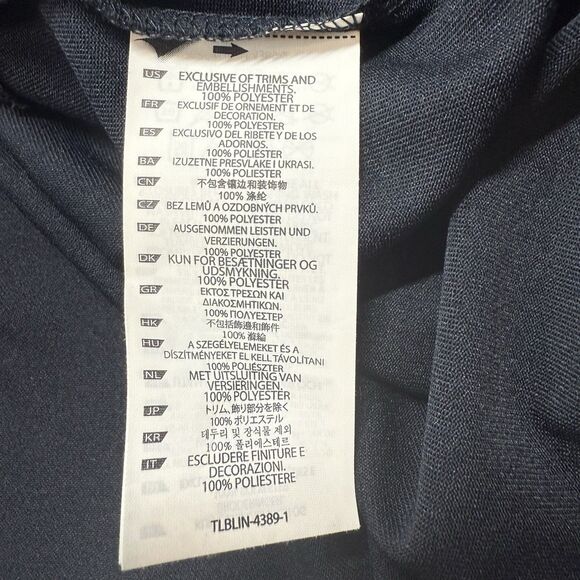 US EXCLUSIVE OF TRIMS AND
EMBELLISHMENTS.
100% POLYESTER
FR EXCLUSIF DE ORNEMENT ET DE
DECORATION.
100% POLYESTER
ES EXCLUSIVO DEL RIBETE Y DE LOS
ADORNOS.
100% POLIÉSTER
BA IZUZETNE PRESVLAKE I UKRASI.
100% POLIESTER
CN 不包含镶边和装饰物
100% 涤纶
CZ BEZ LEMŮ A OZDOBNÝCH PRVKŮ.
100% POLYESTER
DE AUSGENOMMEN LEISTEN UND
VERZIERUNGEN.
100% POLYESTER
DK KUN FOR BESÆTNINGER OG
UDSMYKNING.
100% POLYESTER
GR ΕΚΤΟΣ ΤΡΕΣΩΝ ΚΑΙ
ΔΙΑΚΟΣΜΗΤΙΚΩΝ.
100% ΠΟΛΥΕΣΤΕΡ
HK 不包括飾邊和飾件
100% 滌綸
HU A SZEGÉLYELEMEKET ÉS A
DÍSZÍTMÉNYEKET EL KELL TÁVOLÍTANI
100% POLIÉSZTER
NL MET UITSLUITING VAN
VERSIERINGEN.
100% POLYESTER
JP トリム、飾り部分を除く
100% ポリエステル
KR 테두리 및 장식물 제외
100% 폴리에스테르
IT ESCLUDERE FINITURE E
DECORAZIONI.
100% POLIESTERE
TLBLIN-4389-1